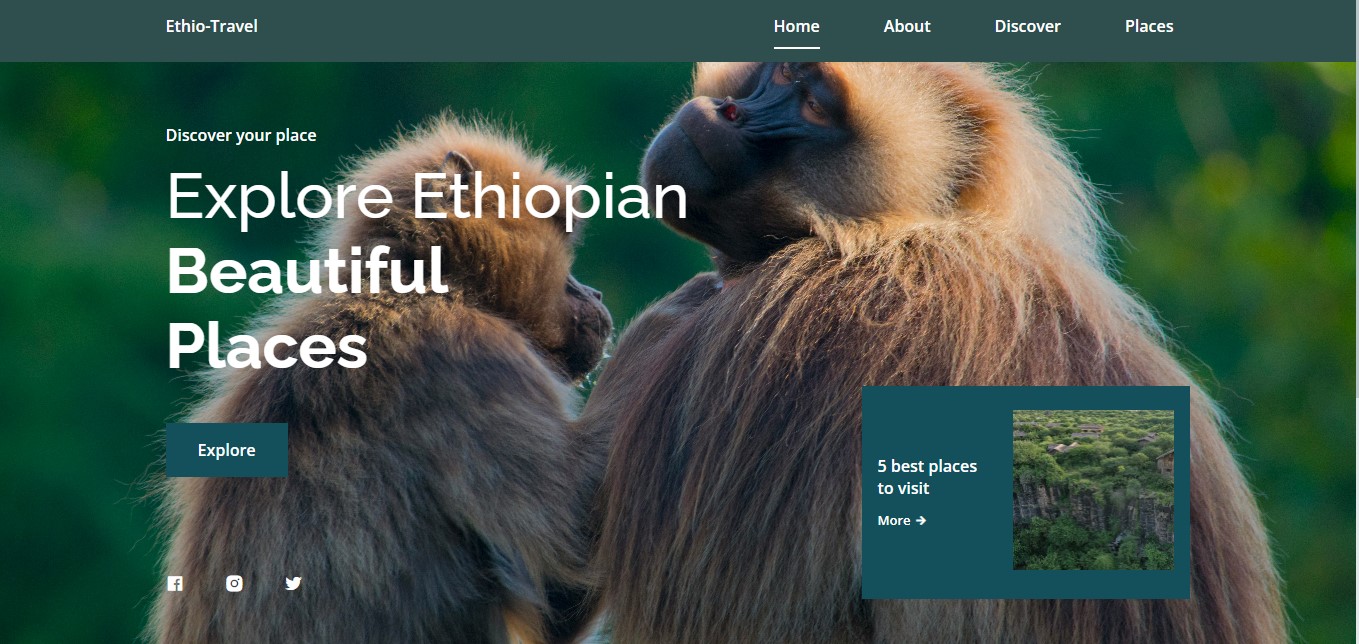 Ethio-Travel
Home
About
Discover
Places
Discover your place
Explore Ethiopian
Beautiful
Places
Explore
5 best places
to visit
More